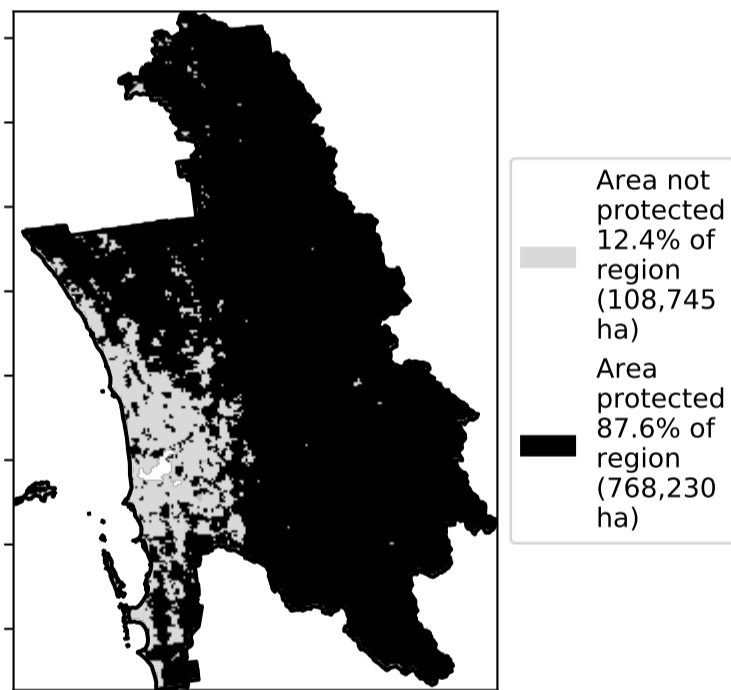 Area not
protected
12.4% of
region
(108,745
ha)
Area
protected
87.6% of
region
(768,230
ha)